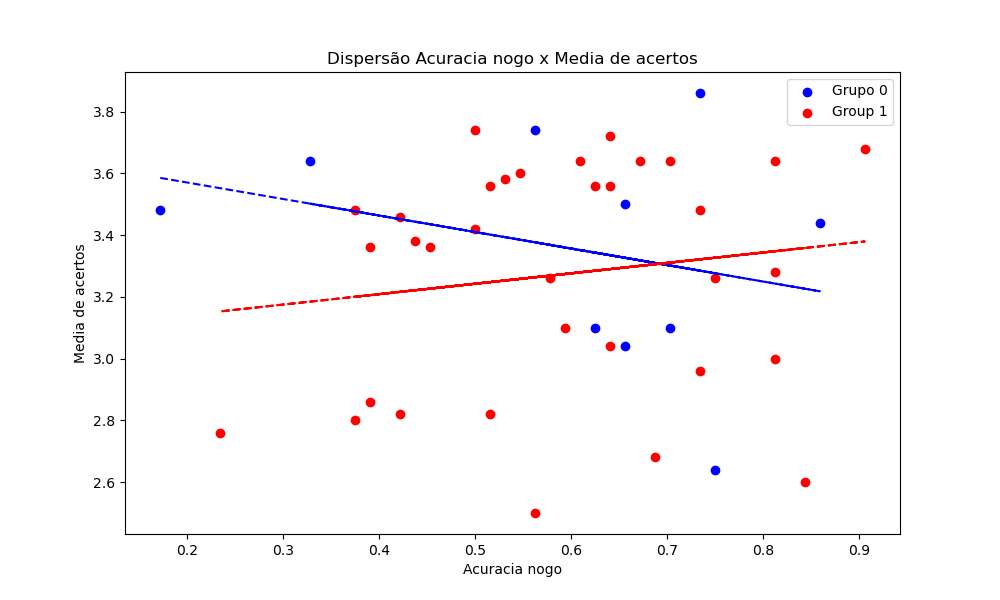 Dispersão Acuracia nogo x Media de acertos
Grupo 0
Group 1
3.8
3.6
3.4
3.2
3.0
2.8
2.6
Media de acertos
0.2 0.3 0.4 0.5 0.6 0.7 0.8 0.9
Acuracia nogo